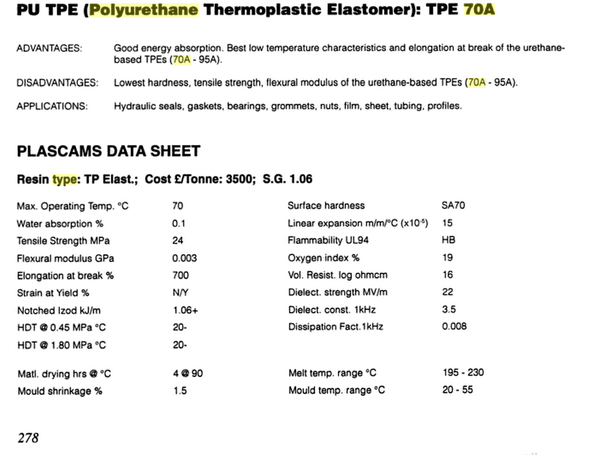 PU TPE (Polyurethane Thermoplastic Elastomer): TPE 70A
ADVANTAGES: Good energy absorption. Best low temperature characteristics and elongation at break of the urethane-
based TPEs (70A - 95A).
DISADVANTAGES: Lowest hardness, tensile strength, flexural modulus of the urethane-based TPEs (70A - 95A).
APPLICATIONS: Hydraulic seals, gaskets, bearings, grommets, nuts, film, sheet, tubing, profiles.
PLASCAMS DATA SHEET
Resin type: TP Elast.; Cost £/Tonne: 3500; S.G. 1.06
Max. Operating Temp. °C 70 Surface hardness SA70
Water absorption % 0.1 Linear expansion m/m/°C (x10⁻⁵) 15
Tensile Strength MPa 24 Flammability UL94 HB
Flexural modulus GPa 0.003 Oxygen index % 19
Elongation at break % 700 Vol. Resist. log ohmcm 16
Strain at Yield % N/Y Dielect. strength MV/m 22
Notched Izod kJ/m 1.06+ Dielect. const. 1kHz 3.5
HDT @ 0.45 MPa °C 20- Dissipation Fact.1kHz 0.008
HDT @ 1.80 MPa °C 20-
Matl. drying hrs @ °C 4 @ 90 Melt temp. range °C 195 - 230
Mould shrinkage % 1.5 Mould temp. range °C 20 - 55
278